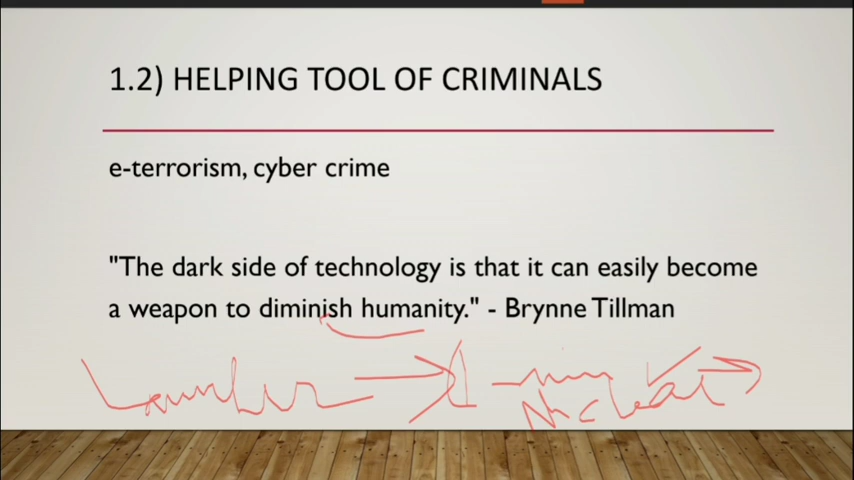 1.2) HELPING TOOL OF CRIMINALS
e-terrorism, cyber crime
"The dark side of technology is that it can easily become
a weapon to diminish humanity." - Brynne Tillman